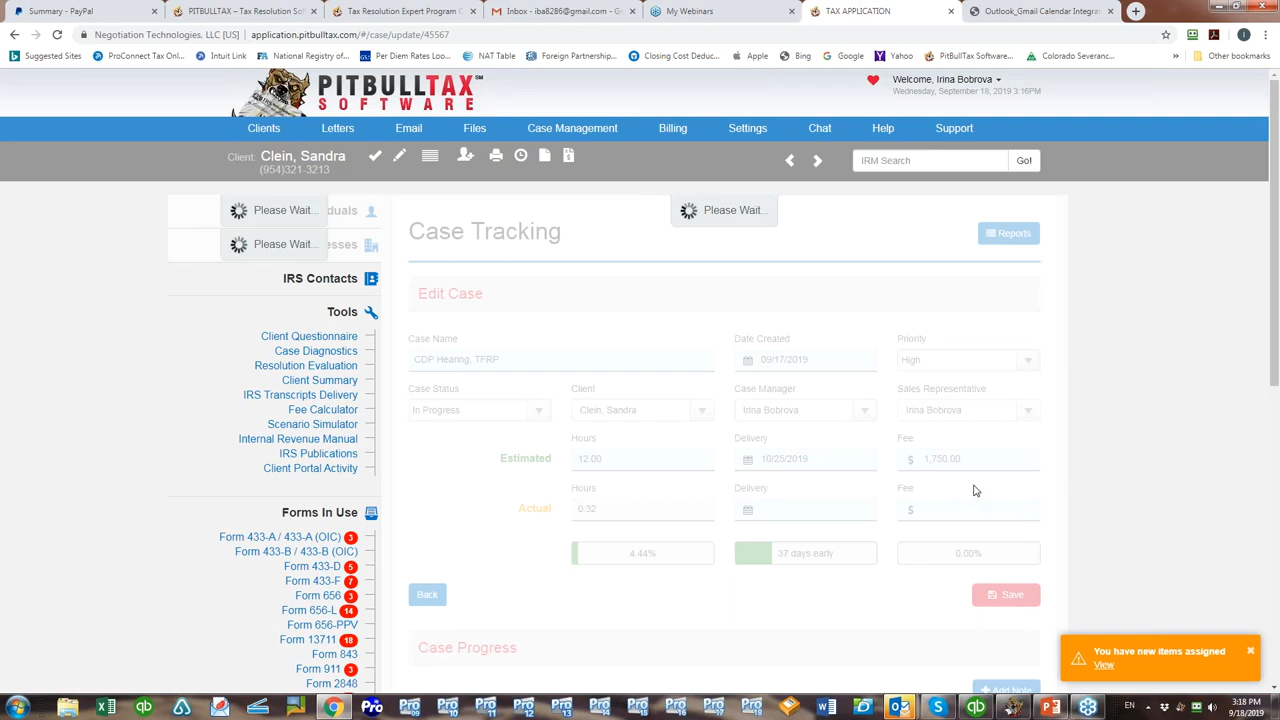 Summary - PayPal
PITBULLTAX – Tax Resolution Sof
Tax Resolution Expert Program C
Inbox - iba8286@gmail.com - G
My Webinars
TAX APPLICATION
Outlook_Gmail Calendar Integrat
Negotiation Technologies, LLC [US] | application.pitbulltax.com/#/case/update/45567
Suggested Sites
ProConnect Tax Onl...
Intuit Link
National Registry of...
Per Diem Rates Loo...
NAT Table
Foreign Partnership...
Closing Cost Deduc...
Apple
Bing
Google
Yahoo
PitBullTax Software...
Colorado Severanc...
» Other bookmarks
PITBULLTAX™
SOFTWARE
Welcome, Irina Bobrova
Wednesday, September 18, 2019 3:16PM
Clients Letters Email Files Case Management Billing Settings Chat Help Support
Client: Clein, Sandra
(954)321-3213
IRM Search Go!
Please Wait... duals
Please Wait...
Please Wait... esses
Case Tracking
Reports
IRS Contacts
Edit Case
Tools
Client Questionnaire
Case Diagnostics
Resolution Evaluation
Client Summary
IRS Transcripts Delivery
Fee Calculator
Scenario Simulator
Internal Revenue Manual
IRS Publications
Client Portal Activity
Case Name Date Created Priority
CDP Hearing, TFRP 09/17/2019 High
Case Status Client Case Manager Sales Representative
In Progress Clein, Sandra Irina Bobrova Irina Bobrova
Hours Delivery Fee
Estimated 12.00 10/25/2019 $ 1,750.00
Hours Delivery Fee
Actual 0.32 $
4.44% 37 days early 0.00%
Back Save
Forms In Use
Form 433-A / 433-A (OIC) 3
Form 433-B / 433-B (OIC)
Form 433-D 5
Form 433-F 7
Form 656 3
Form 656-L 14
Form 656-PPV
Form 13711 18
Form 843
Form 911 3
Form 2848
Case Progress
Add Note
You have new items assigned
View
EN
3:18 PM
9/18/2019